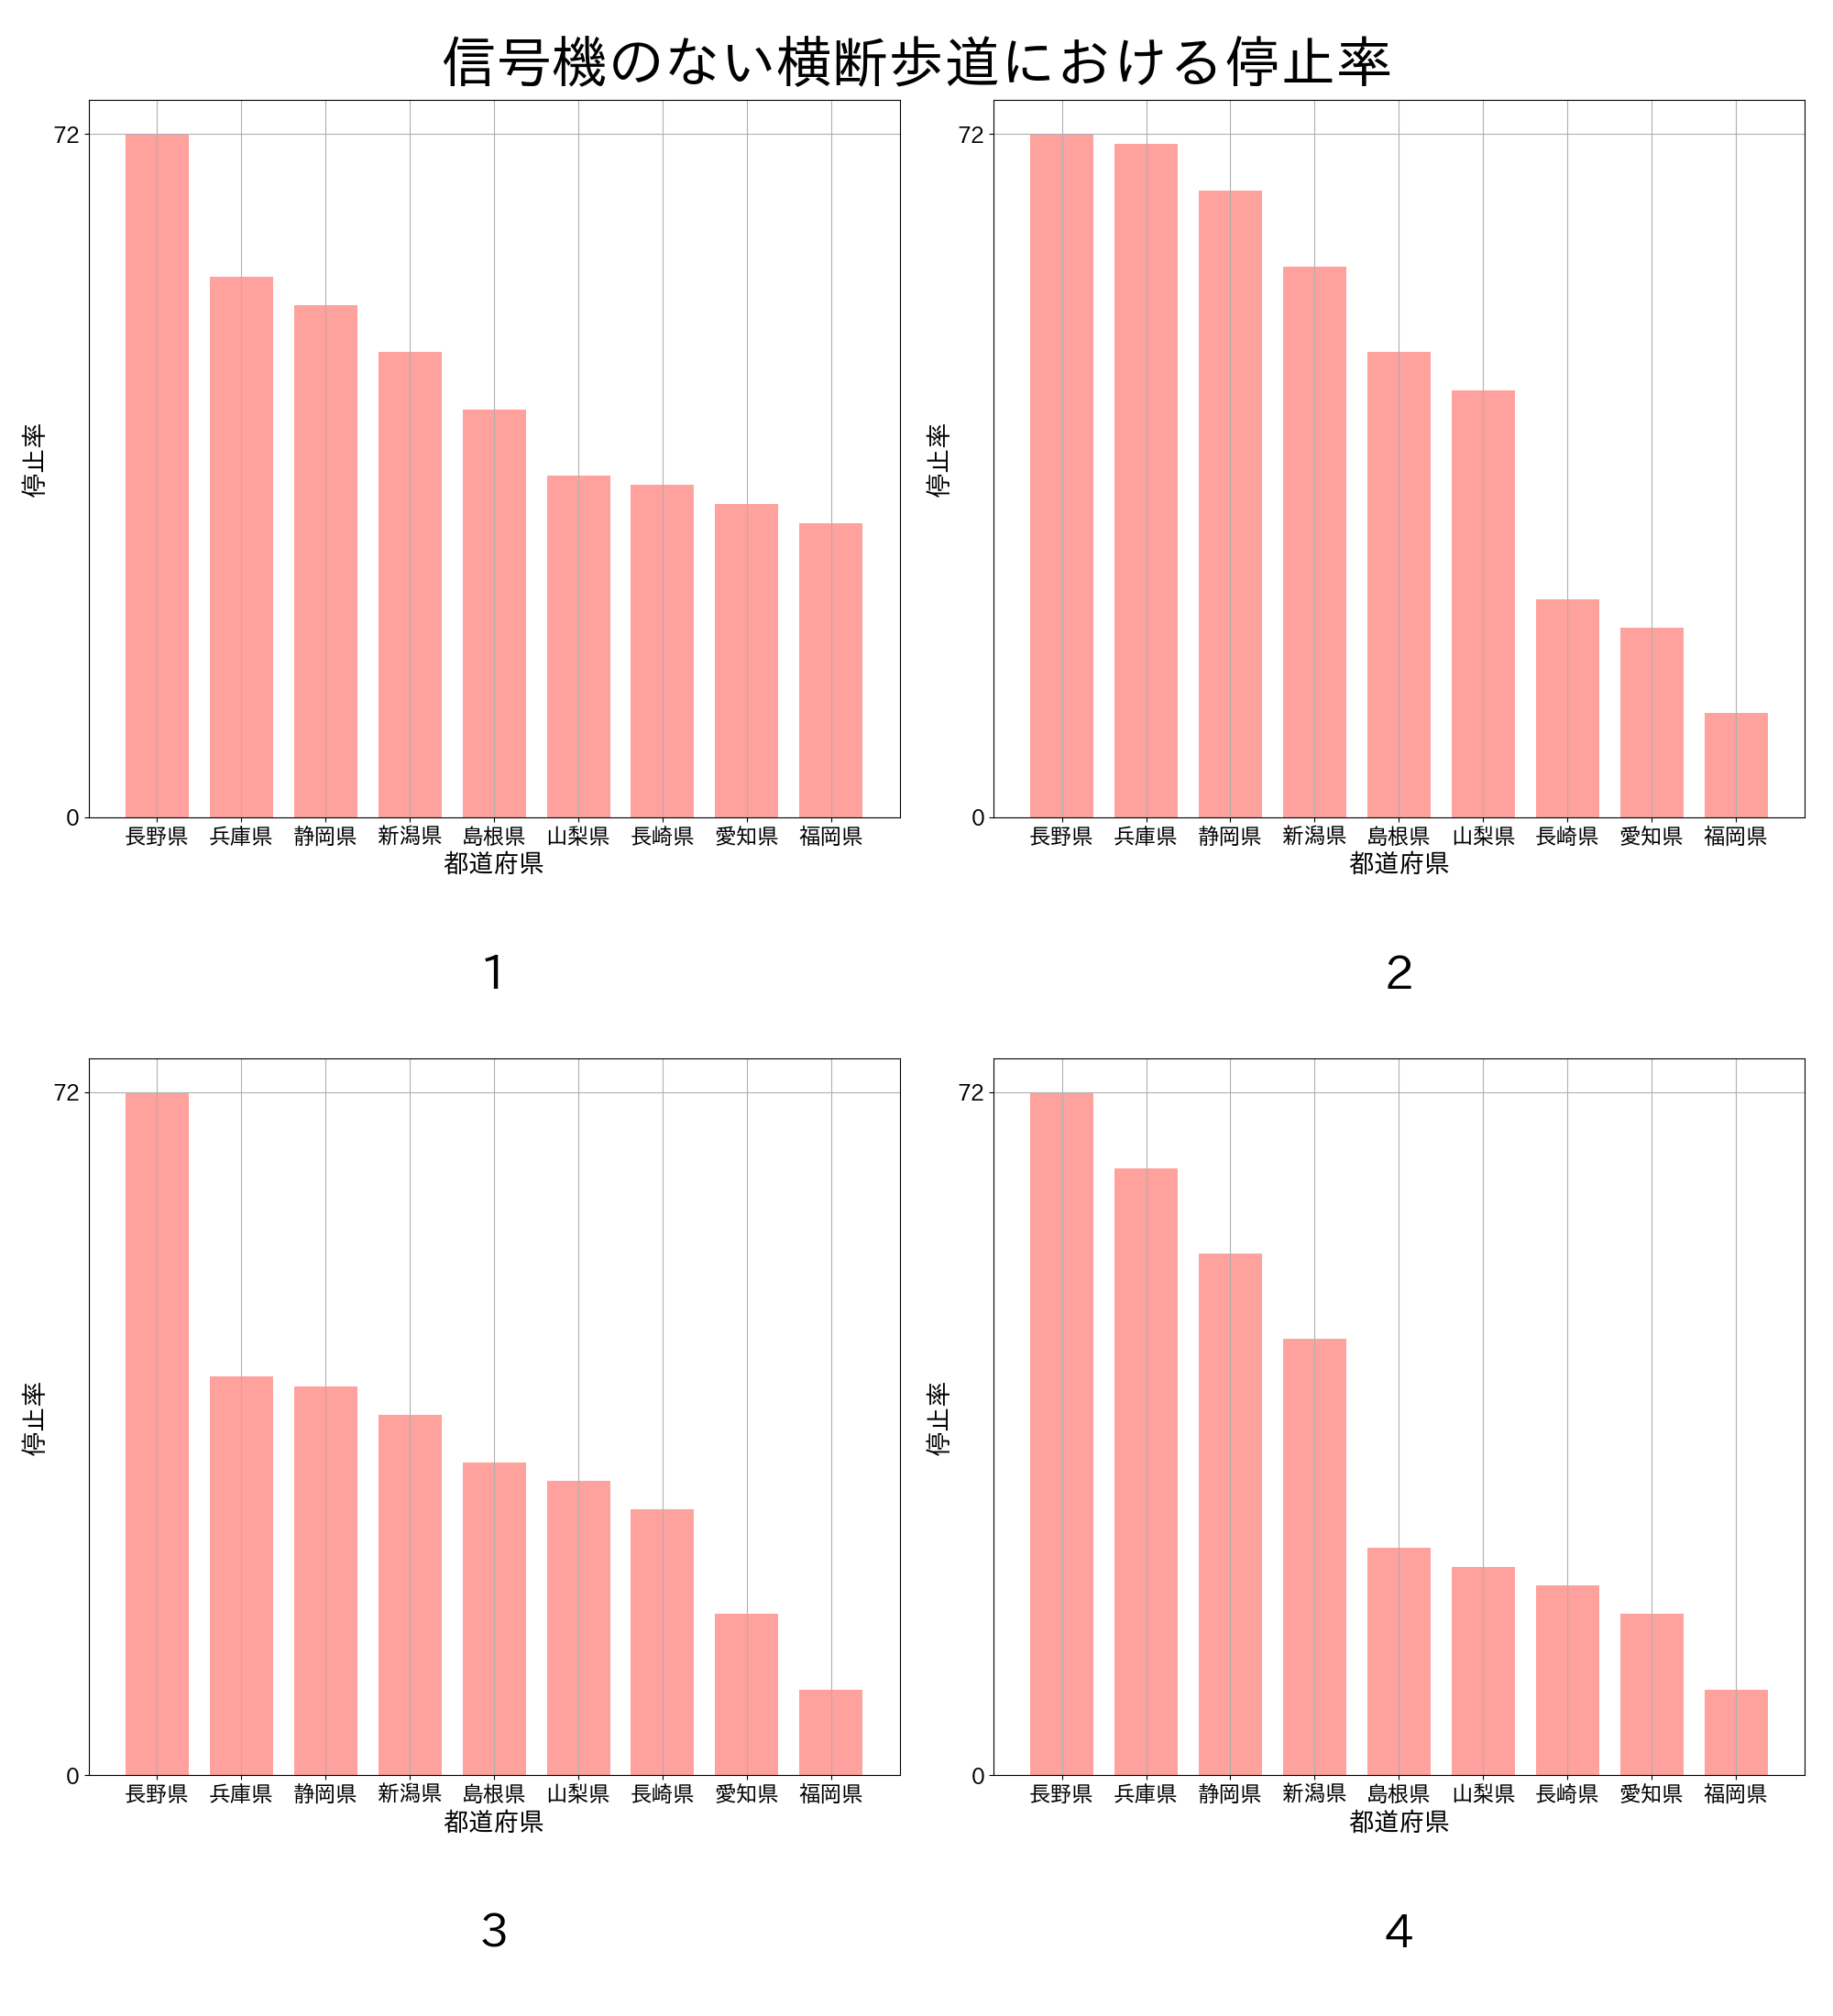 信号機のない横断歩道における停止率
72
0
停止率
長野県 兵庫県 静岡県 新潟県 島根県 山梨県 長崎県 愛知県 福岡県
都道府県
1
72
0
停止率
長野県 兵庫県 静岡県 新潟県 島根県 山梨県 長崎県 愛知県 福岡県
都道府県
2
72
0
停止率
長野県 兵庫県 静岡県 新潟県 島根県 山梨県 長崎県 愛知県 福岡県
都道府県
3
72
0
停止率
長野県 兵庫県 静岡県 新潟県 島根県 山梨県 長崎県 愛知県 福岡県
都道府県
4